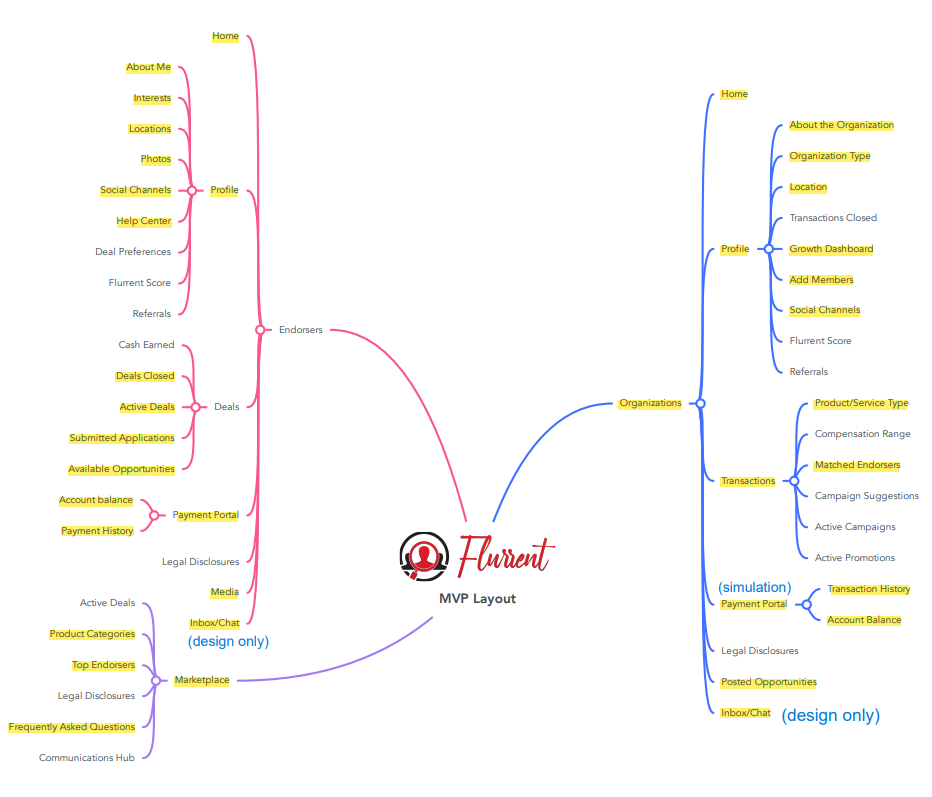 Home
About Me
Interests
Locations
Photos
Social Channels
Profile
Help Center
Deal Preferences
Flurrent Score
Referrals
Endorsers
Cash Earned
Deals Closed
Active Deals
Deals
Submitted Applications
Available Opportunities
Account balance
Payment Portal
Payment History
Legal Disclosures
Media
Inbox/Chat
(design only)
Active Deals
Product Categories
Top Endorsers
Marketplace
Legal Disclosures
Frequently Asked Questions
Communications Hub
Flurrent
MVP Layout
Home
About the Organization
Organization Type
Location
Transactions Closed
Profile
Growth Dashboard
Add Members
Social Channels
Flurrent Score
Referrals
Organizations
Product/Service Type
Compensation Range
Matched Endorsers
Transactions
Campaign Suggestions
Active Campaigns
Active Promotions
(simulation)
Payment Portal
Transaction History
Account Balance
Legal Disclosures
Posted Opportunities
Inbox/Chat
(design only)